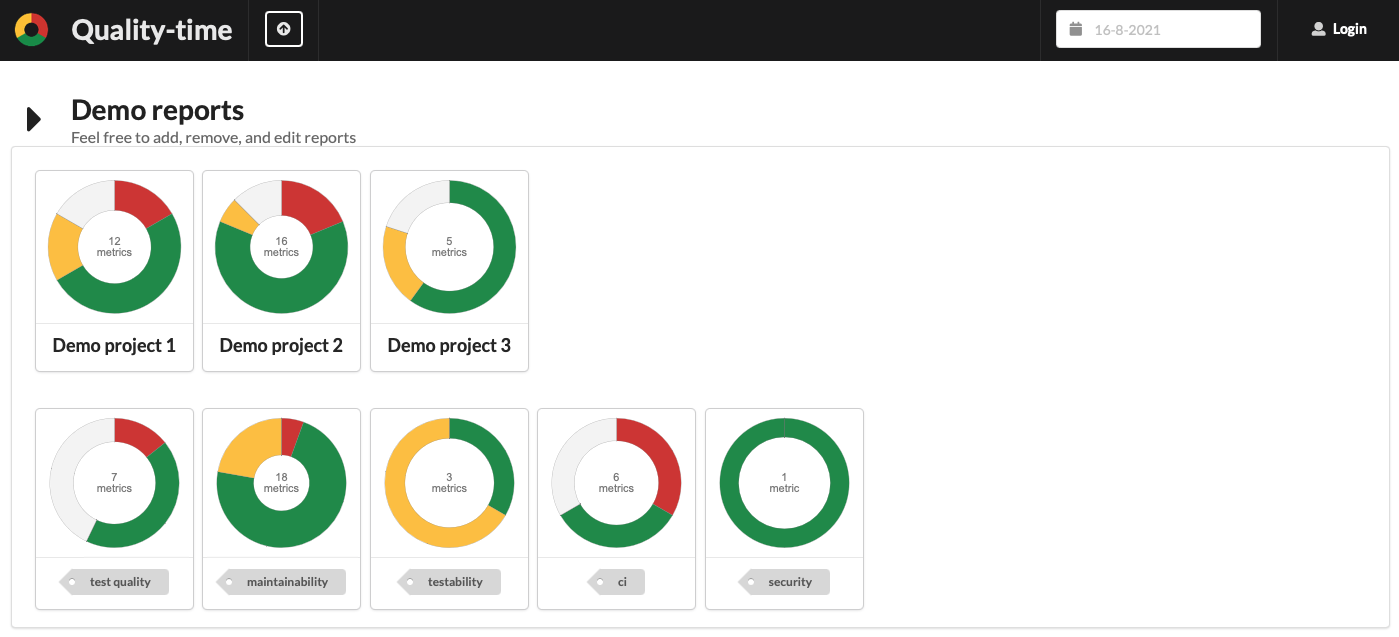 Quality-time
16-8-2021
Login
Demo reports
Feel free to add, remove, and edit reports
12
metrics
16
metrics
5
metrics
Demo project 1
Demo project 2
Demo project 3
7
metrics
18
metrics
3
metrics
6
metrics
1
metric
test quality
maintainability
testability
ci
security